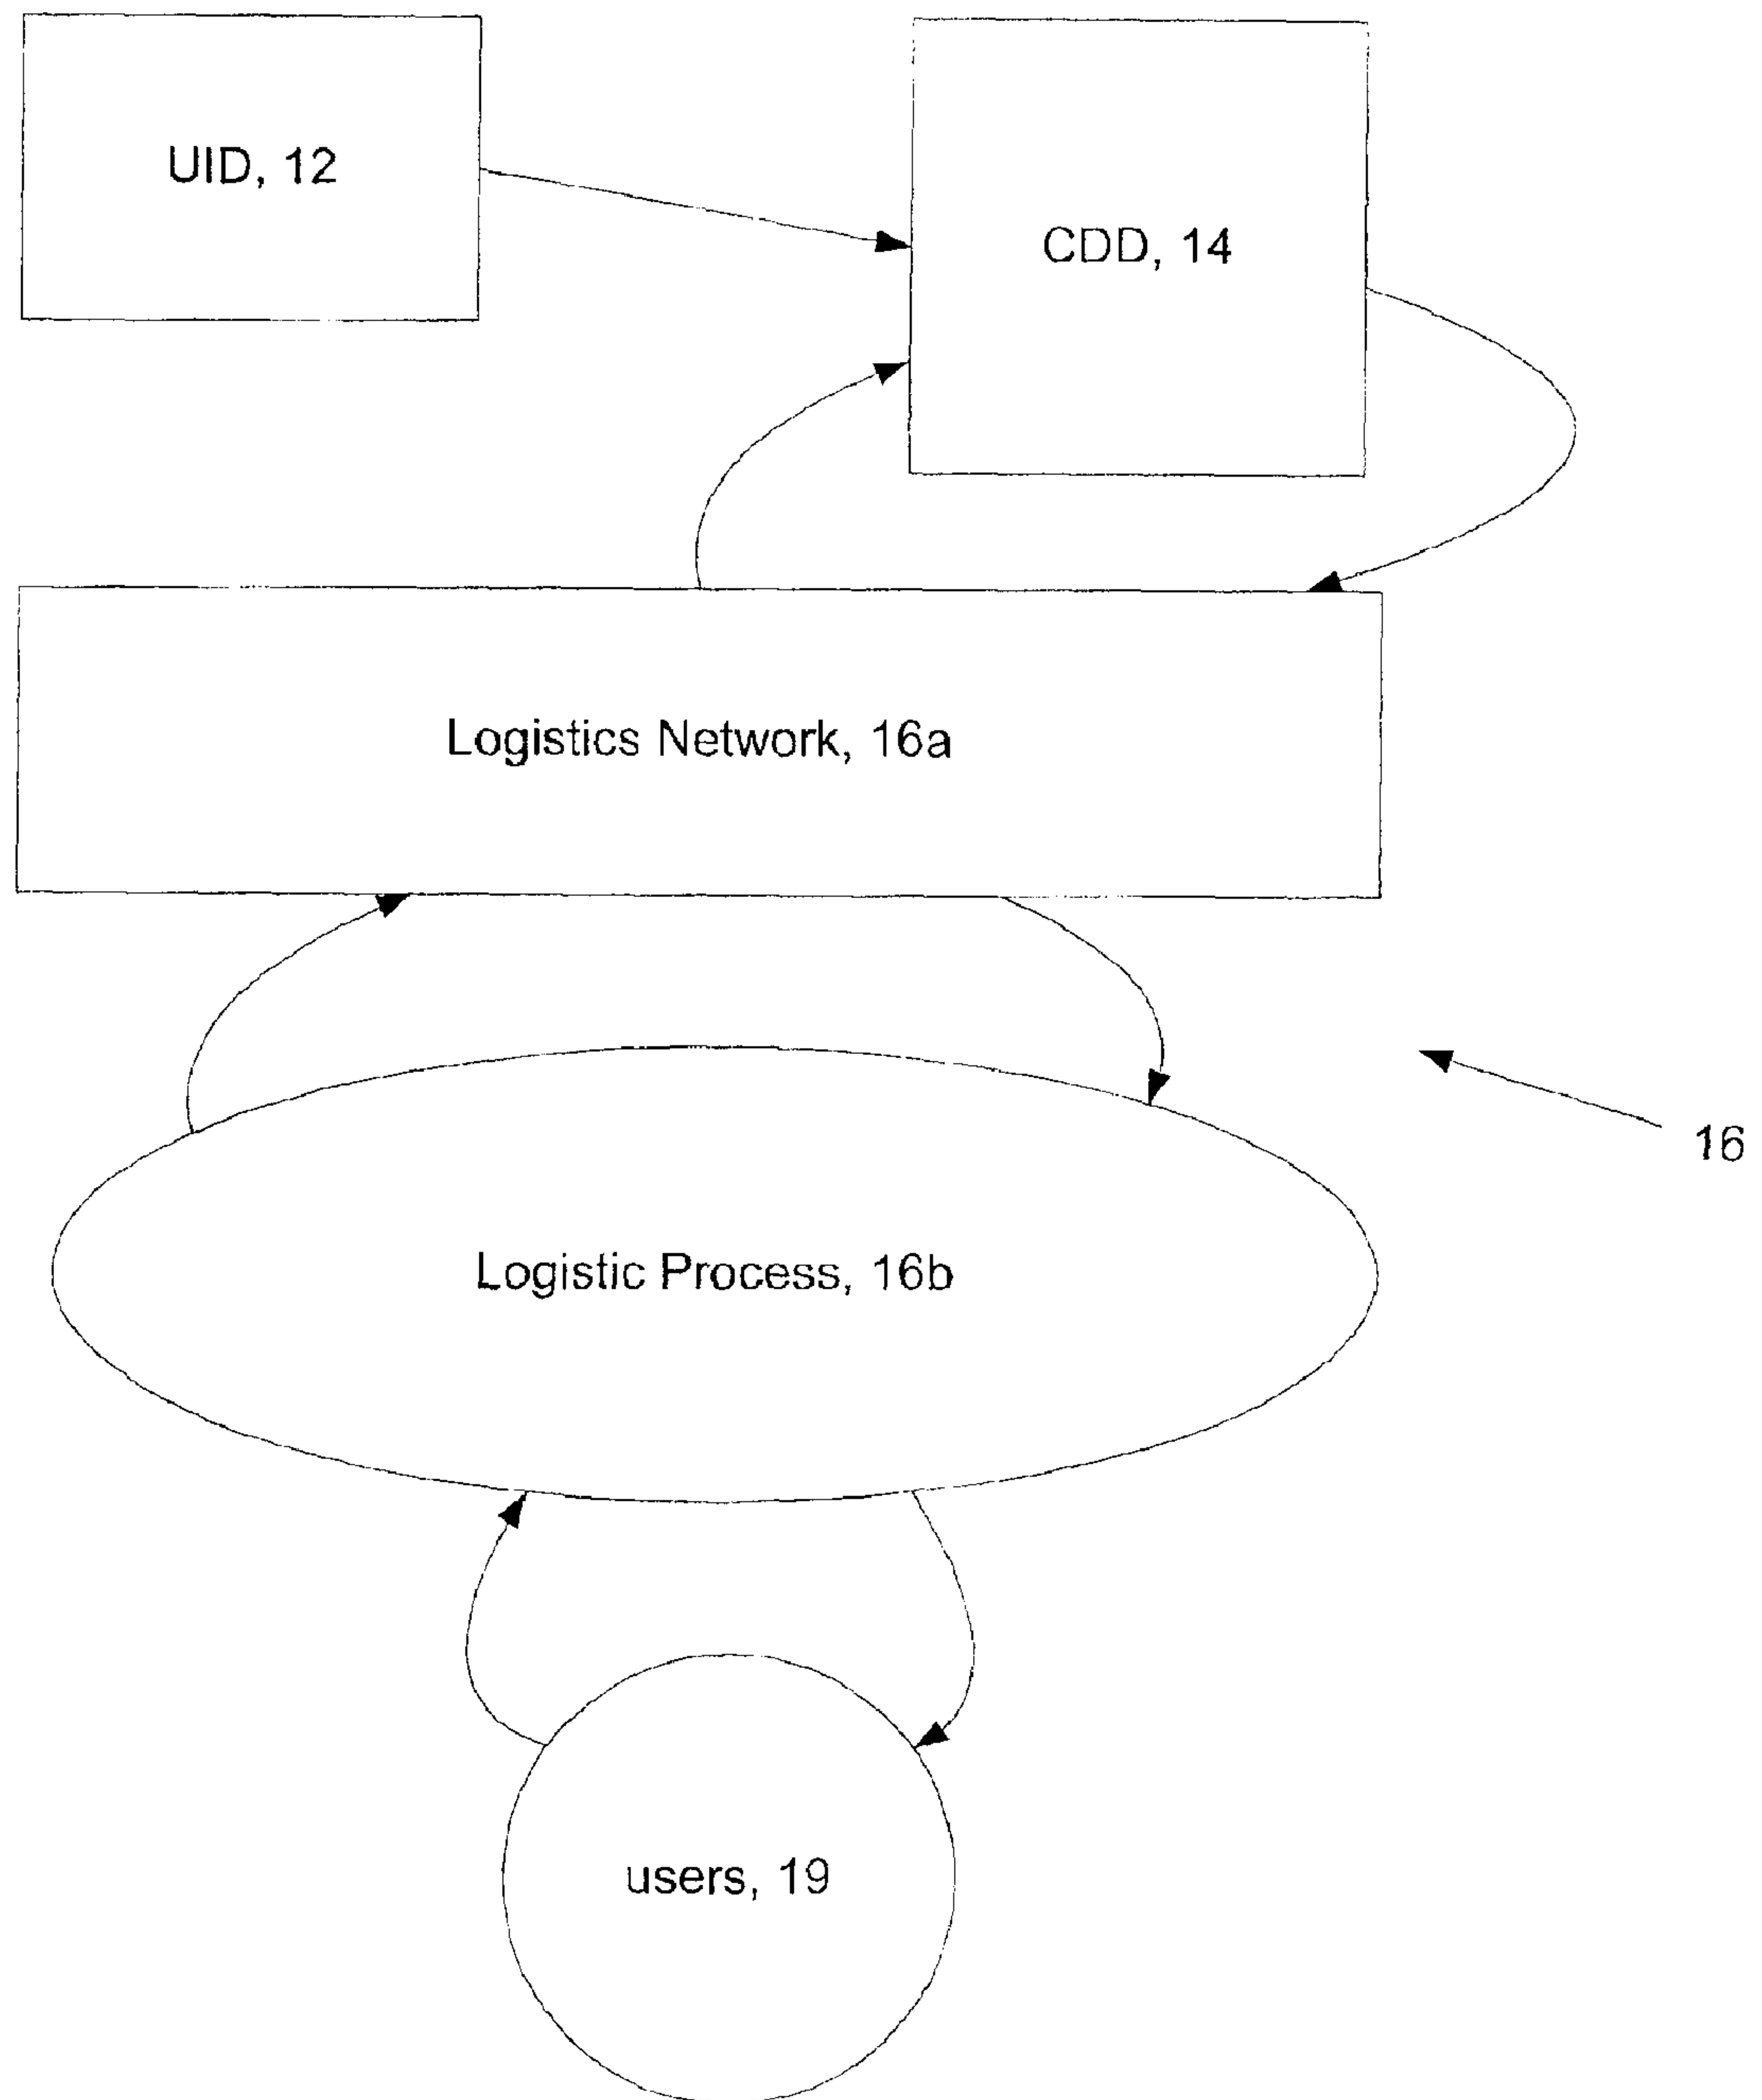 UID, 12
CDD, 14
Logistics Network, 16a
16
Logistic Process, 16b
users, 19